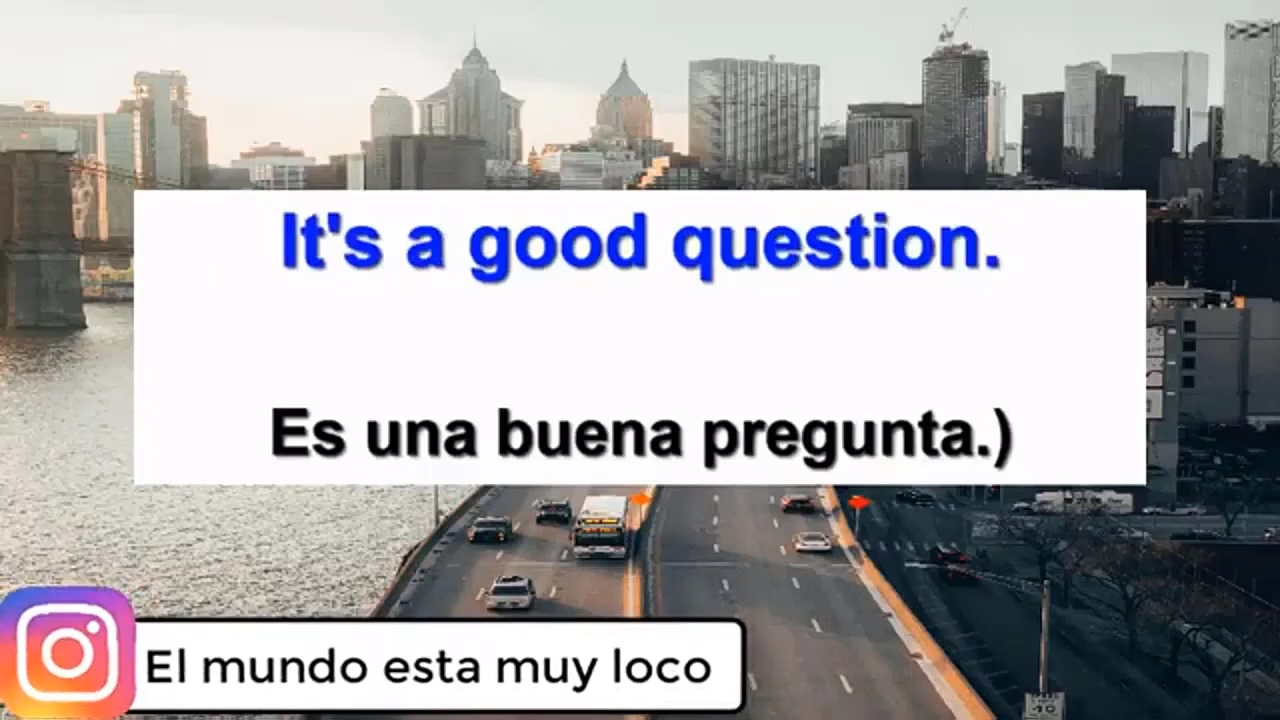 It's a good question.
Es una buena pregunta.)
El mundo esta muy loco